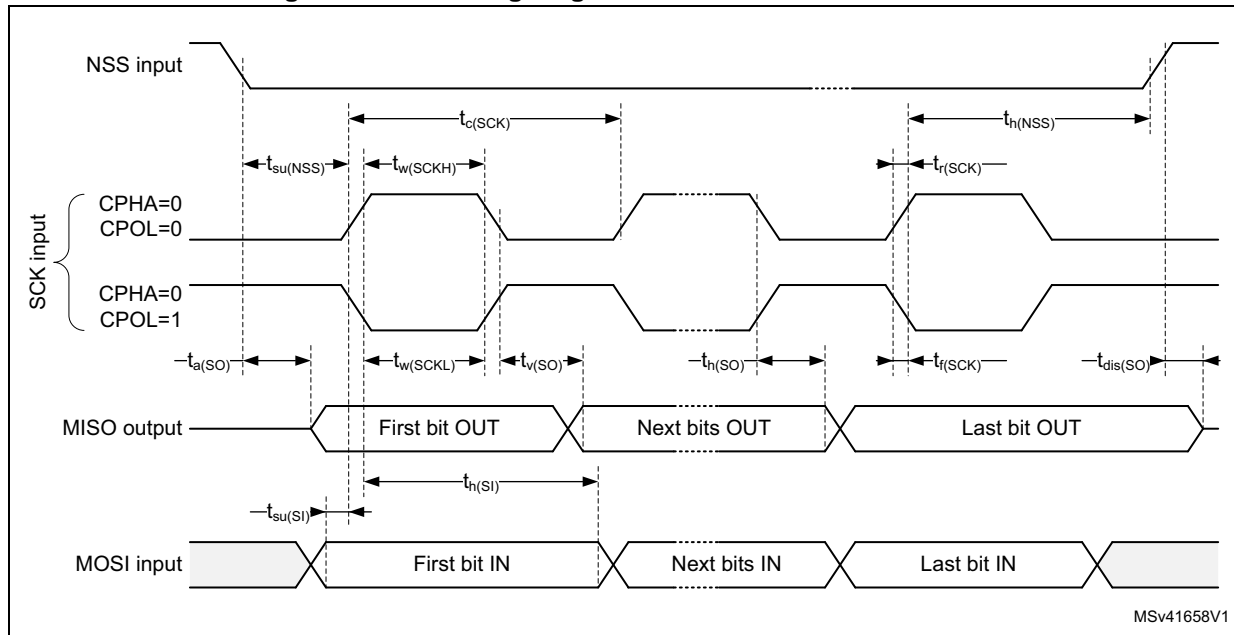 NSS input
tc(SCK)
th(NSS)
tsu(NSS)
tw(SCKH)
tr(SCK)
SCK input
CPHA=0
CPOL=0
CPHA=0
CPOL=1
ta(SO)
tw(SCKL)
tv(SO)
th(SO)
tf(SCK)
tdis(SO)
MISO output
First bit OUT
Next bits OUT
Last bit OUT
th(SI)
tsu(SI)
MOSI input
First bit IN
Next bits IN
Last bit IN
MSv41658V1